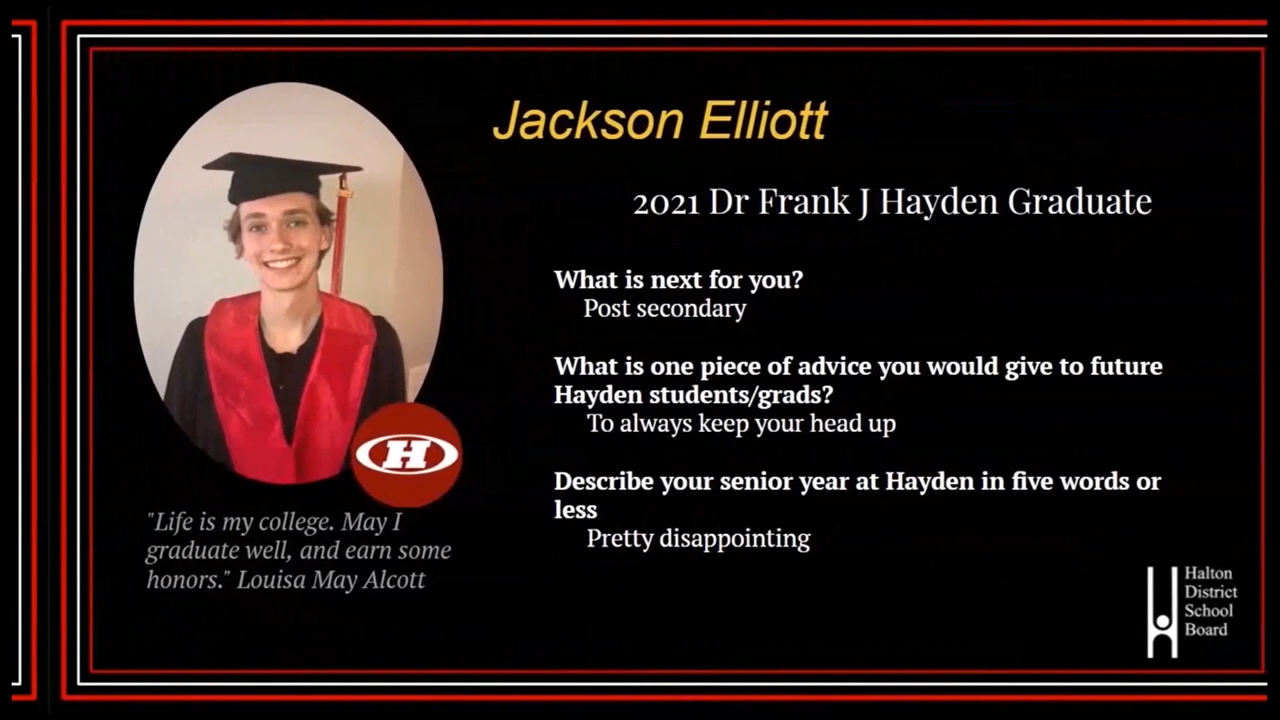 Jackson Elliott
2021 Dr Frank J Hayden Graduate
What is next for you?
Post secondary
What is one piece of advice you would give to future
Hayden students/grads?
To always keep your head up
Describe your senior year at Hayden in five words or
less
Pretty disappointing
H
"Life is my college. May I
graduate well, and earn some
honors." Louisa May Alcott
Halton
District
School
Board